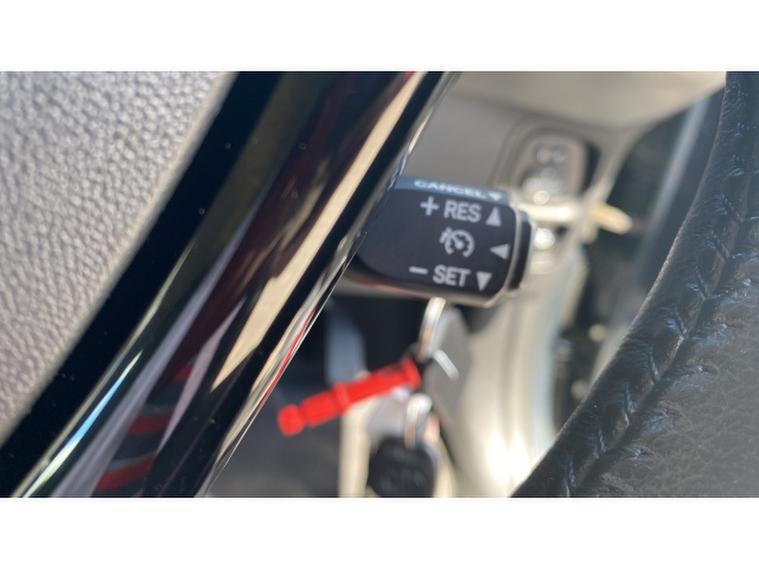 CANCEL ▼
+ RES ▲
◀
− SET ▼